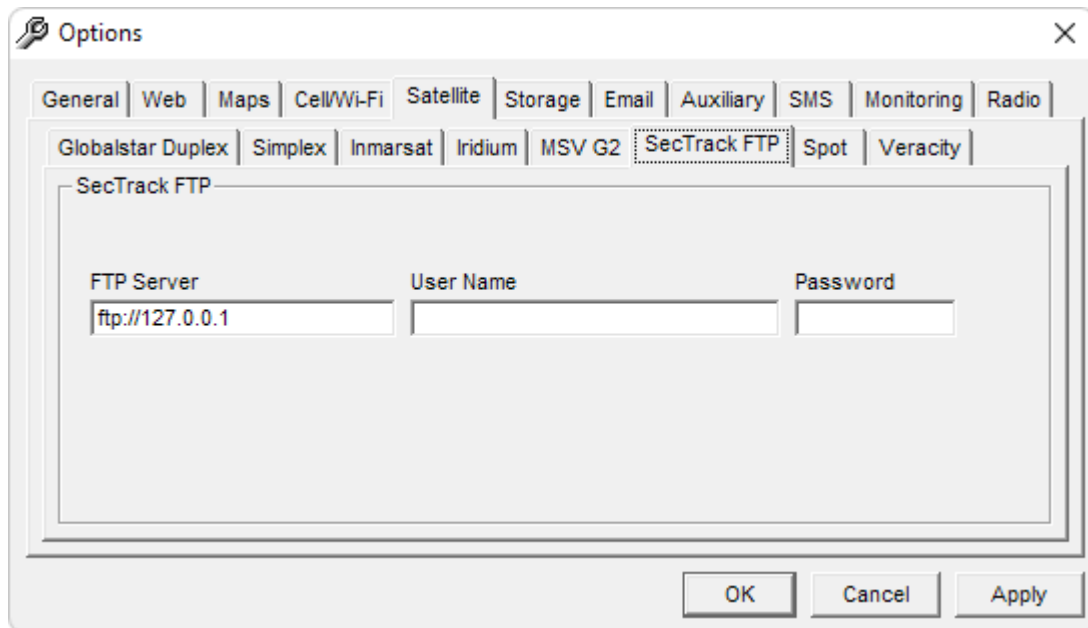 Options
General Web Maps Cell/Wi-Fi Satellite Storage Email Auxiliary SMS Monitoring Radio
Globalstar Duplex Simplex Inmarsat Iridium MSV G2 SecTrack FTP Spot Veracity
SecTrack FTP
FTP Server User Name Password
ftp://127.0.0.1
OK Cancel Apply